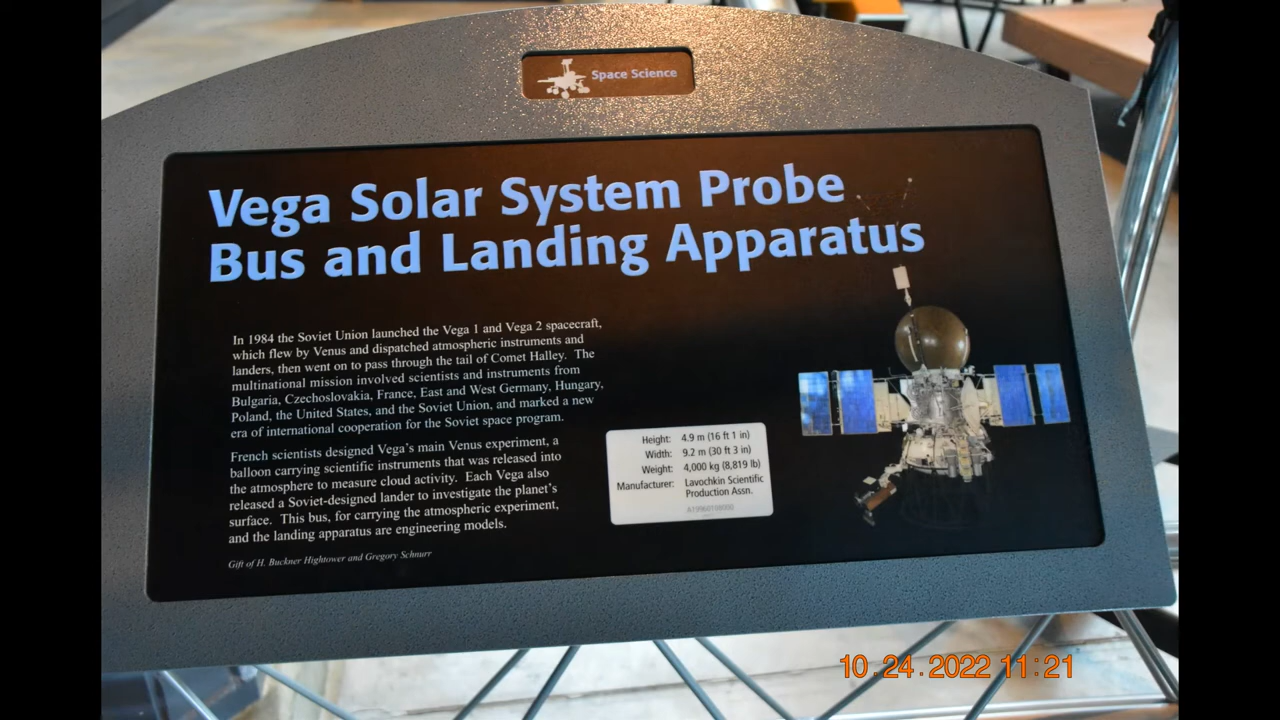 Space Science
Vega Solar System Probe
Bus and Landing Apparatus
In 1984 the Soviet Union launched the Vega 1 and Vega 2 spacecraft,
which flew by Venus and dispatched atmospheric instruments and
landers, then went on to pass through the tail of Comet Halley. The
multinational mission involved scientists and instruments from
Bulgaria, Czechoslovakia, France, East and West Germany, Hungary,
Poland, the United States, and the Soviet Union, and marked a new
era of international cooperation for the Soviet space program.
French scientists designed Vega's main Venus experiment, a
balloon carrying scientific instruments that was released into
the atmosphere to measure cloud activity. Each Vega also
released a Soviet-designed lander to investigate the planet's
surface. This bus, for carrying the atmospheric experiment,
and the landing apparatus are engineering models.
Gift of H. Buckner Hightower and Gregory Schnurr
Height: 4.9 m (16 ft 1 in)
Width: 9.2 m (30 ft 3 in)
Weight: 4,000 kg (8,819 lb)
Manufacturer: Lavochkin Scientific
Production Assn.
10.24.2022 11:21